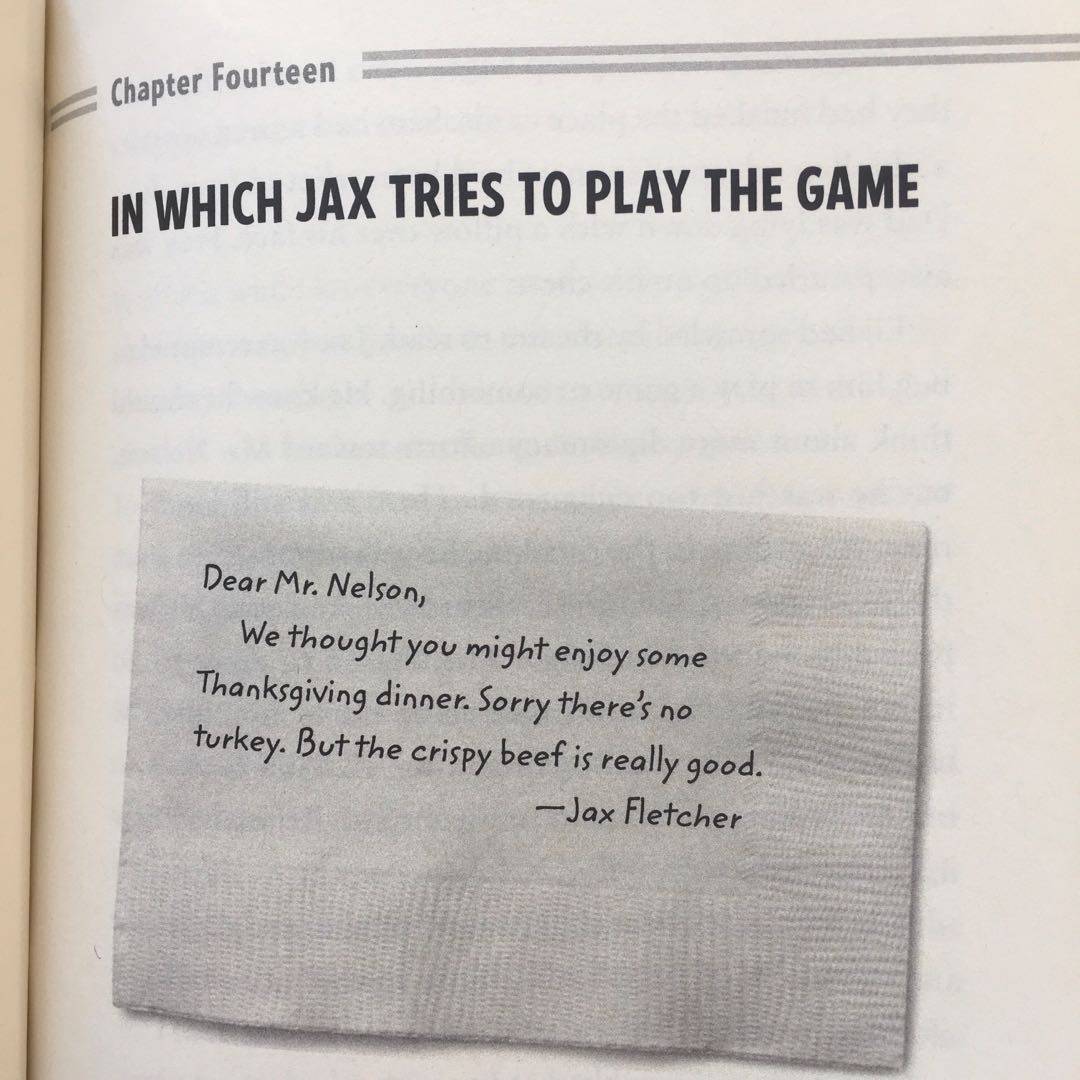 Chapter Fourteen
IN WHICH JAX TRIES TO PLAY THE GAME
Dear Mr. Nelson,
We thought you might enjoy some
Thanksgiving dinner. Sorry there's no
turkey. But the crispy beef is really good.
—Jax Fletcher